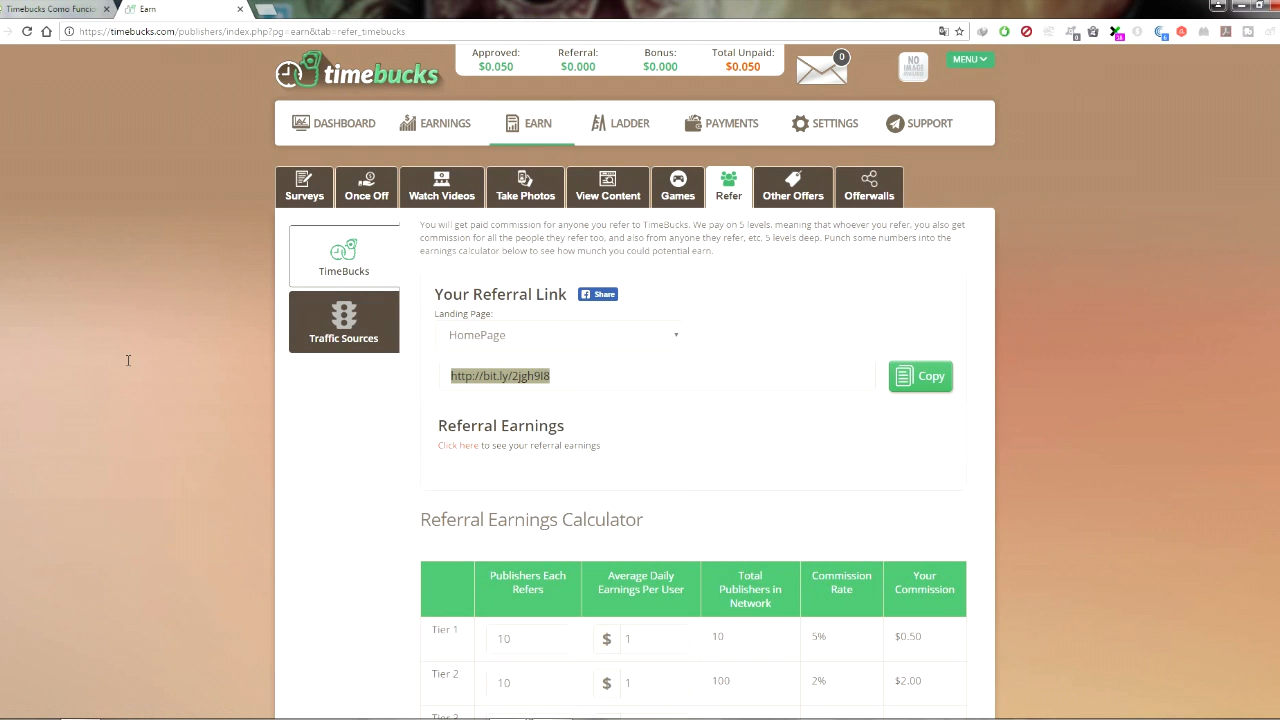 Timebucks Como Funcio
Earn
https://timebucks.com/publishers/index.php?pg=earn&tab=refer_timebucks
Approved: Referral: Bonus: Total Unpaid:
$0.050 $0.000 $0.000 $0.050
0
timebucks
NO IMAGE AVAILABLE
MENU
DASHBOARD EARNINGS EARN LADDER PAYMENTS SETTINGS SUPPORT
Surveys Once Off Watch Videos Take Photos View Content Games Refer Other Offers Offerwalls
TimeBucks
Traffic Sources
You will get paid commission for anyone you refer to TimeBucks. We pay on 5 levels, meaning that whoever you refer, you also get
commission for all the people they refer too, and also from anyone they refer, etc, 5 levels deep. Punch some numbers into the
earnings calculator below to see how munch you could potential earn.
Your Referral Link Share
Landing Page:
HomePage
http://bit.ly/2jgh9I8
Copy
Referral Earnings
Click here to see your referral earnings
Referral Earnings Calculator
Publishers Each Average Daily Total Commission Your
Refers Earnings Per User Publishers in Rate Commission
Network
Tier 1 10 $ 1 10 5% $0.50
Tier 2 10 $ 1 100 2% $2.00